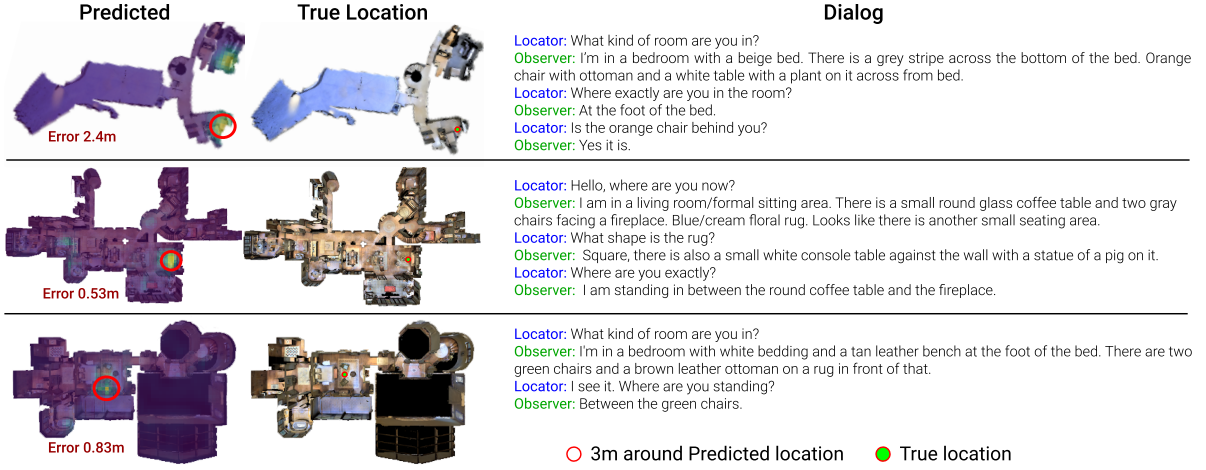 Predicted
True Location
Dialog
Locator: What kind of room are you in?
Observer: I'm in a bedroom with a beige bed. There is a grey stripe across the bottom of the bed. Orange
chair with ottoman and a white table with a plant on it across from bed.
Locator: Where exactly are you in the room?
Observer: At the foot of the bed.
Locator: Is the orange chair behind you?
Observer: Yes it is.
Error 2.4m
Locator: Hello, where are you now?
Observer: I am in a living room/formal sitting area. There is a small round glass coffee table and two gray
chairs facing a fireplace. Blue/cream floral rug. Looks like there is another small seating area.
Locator: What shape is the rug?
Observer: Square, there is also a small white console table against the wall with a statue of a pig on it.
Locator: Where are you exactly?
Observer: I am standing in between the round coffee table and the fireplace.
Error 0.53m
Locator: What kind of room are you in?
Observer: I'm in a bedroom with white bedding and a tan leather bench at the foot of the bed. There are two
green chairs and a brown leather ottoman on a rug in front of that.
Locator: I see it. Where are you standing?
Observer: Between the green chairs.
Error 0.83m
3m around Predicted location
True location